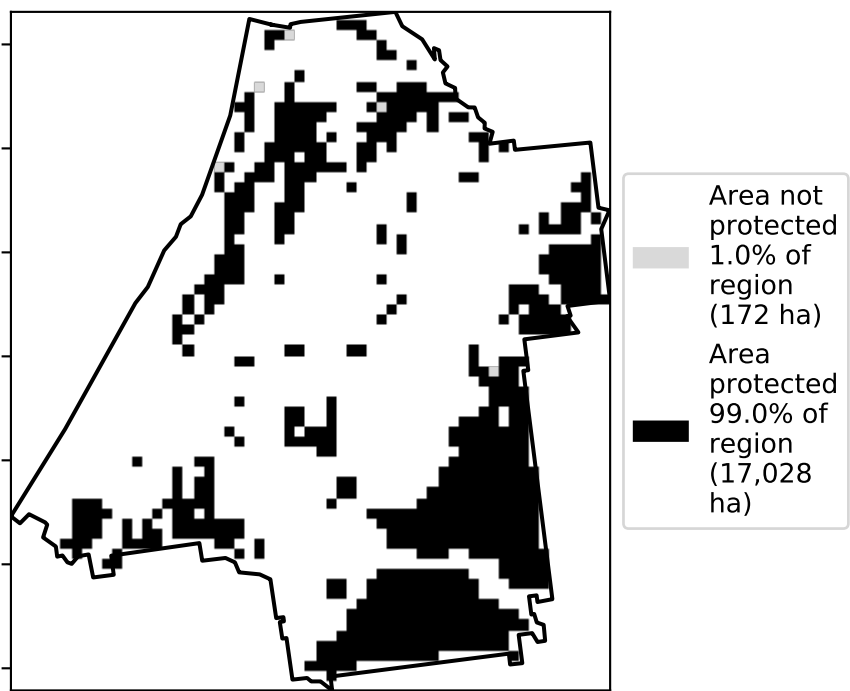 Area not
protected
1.0% of
region
(172 ha)
Area
protected
99.0% of
region
(17,028
ha)